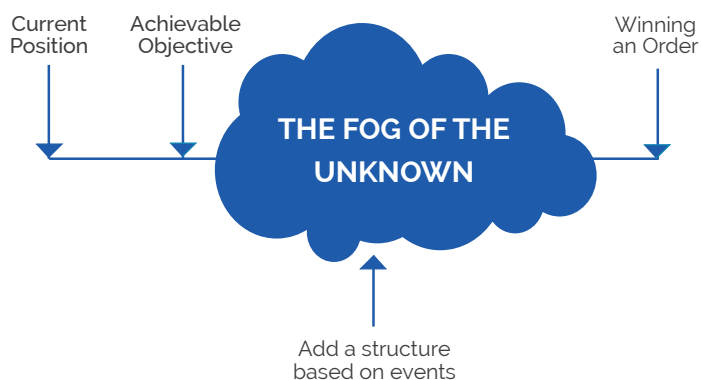 Current
Position
Achievable
Objective
Winning
an Order
THE FOG OF THE
UNKNOWN
Add a structure
based on events